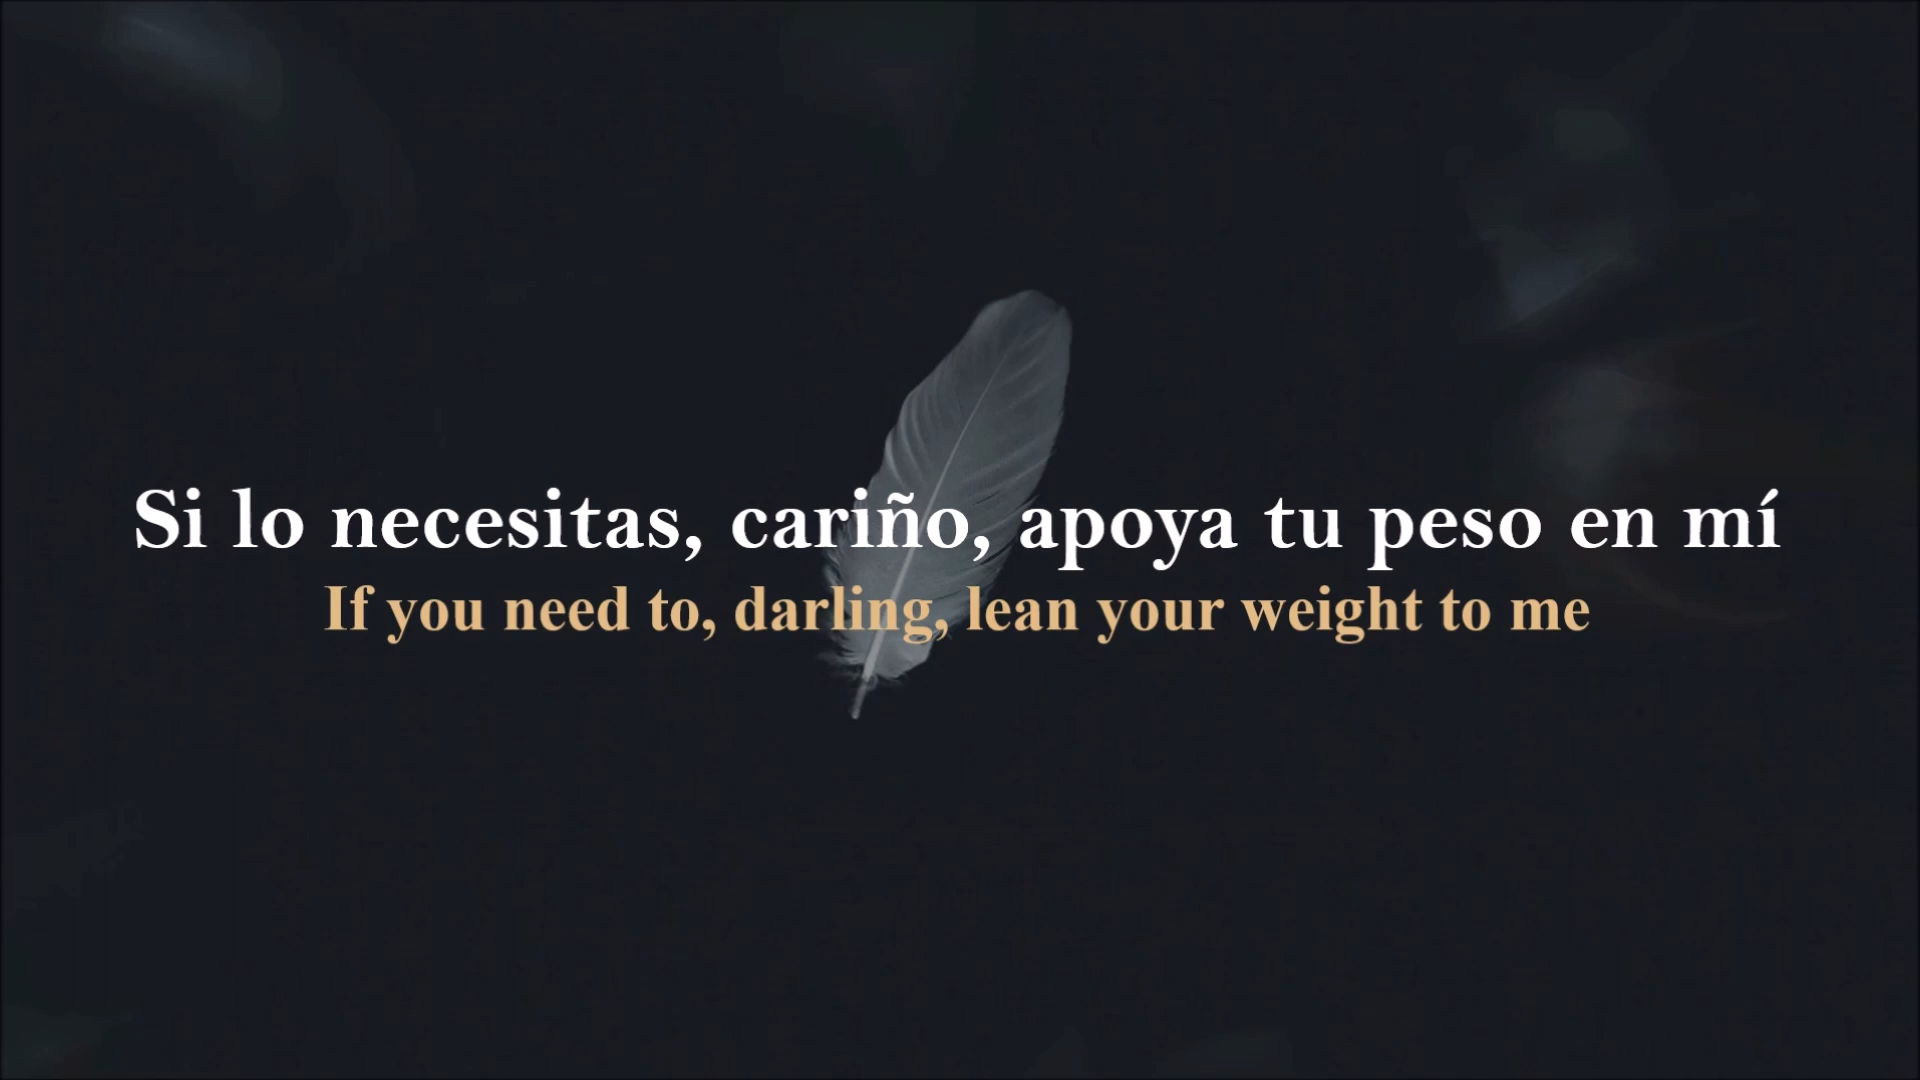 Si lo necesitas, cariño, apoya tu peso en mí
If you need to, darling, lean your weight to me